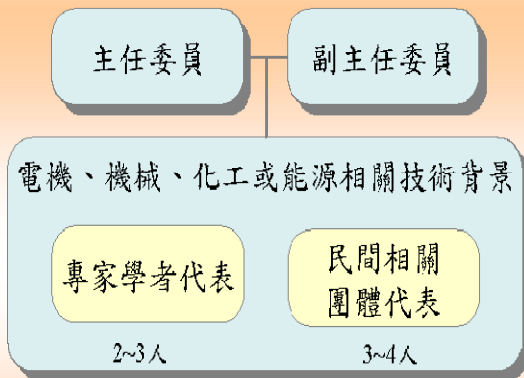 主任委員
副主任委員
電機、機械、化工或能源相關技術背景
專家學者代表
民間相關
團體代表
2~3人
3~4人